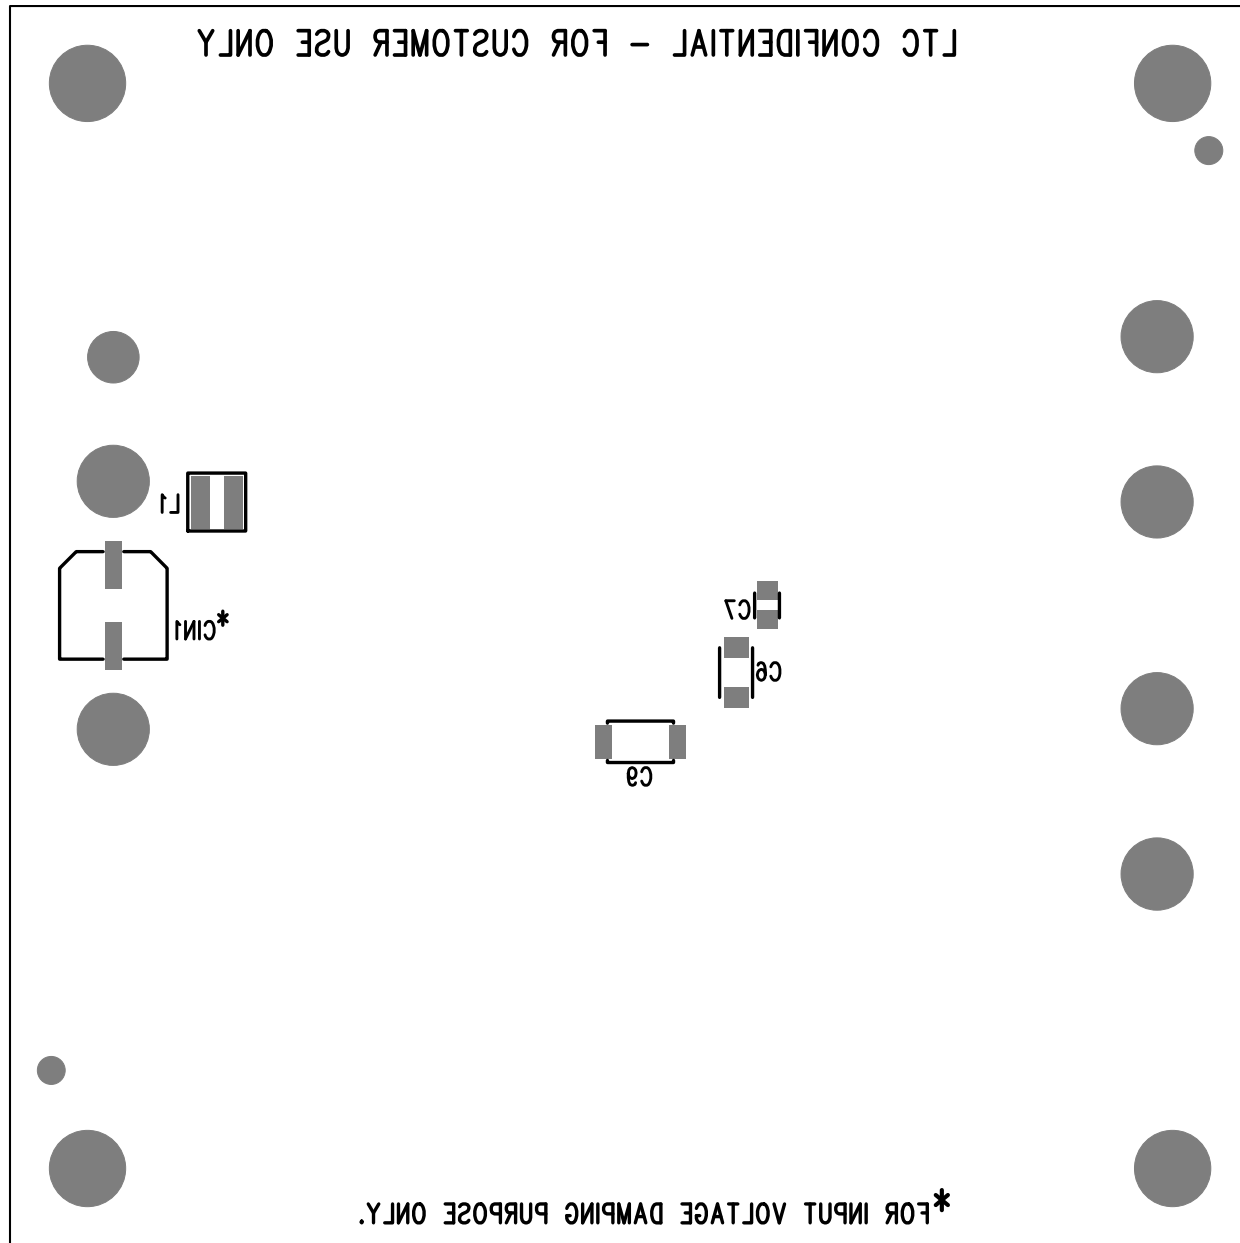 LTC CONFIDENTIAL - FOR CUSTOMER USE ONLY
L1
C7
*CIN1
C6
C9
*FOR INPUT VOLTAGE DAMPING PURPOSE ONLY.